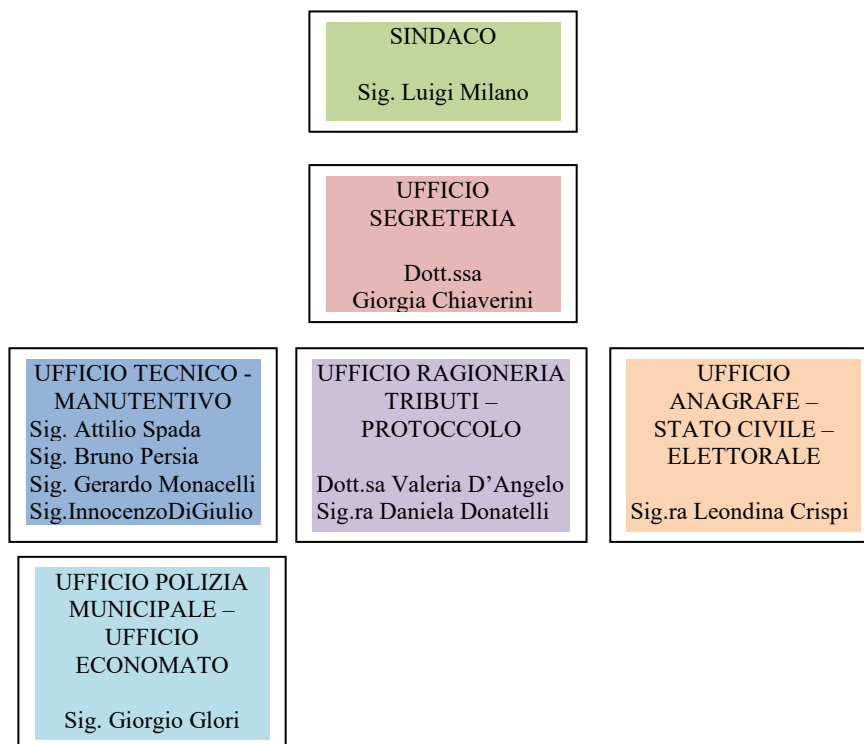 SINDACO
Sig. Luigi Milano
UFFICIO
SEGRETERIA
Dott.ssa
Giorgia Chiaverini
UFFICIO TECNICO -
MANUTENTIVO
Sig. Attilio Spada
Sig. Bruno Persia
Sig. Gerardo Monacelli
Sig.InnocenzoDiGiulio
UFFICIO RAGIONERIA
TRIBUTI –
PROTOCCOLO
Dott.sa Valeria D’Angelo
Sig.ra Daniela Donatelli
UFFICIO
ANAGRAFE –
STATO CIVILE –
ELETTORALE
Sig.ra Leondina Crispi
UFFICIO POLIZIA
MUNICIPALE –
UFFICIO
ECONOMATO
Sig. Giorgio Glori